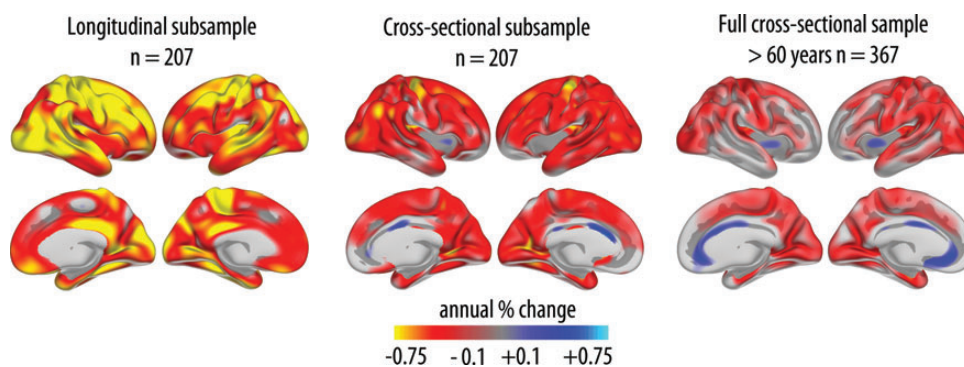 Longitudinal subsample
n = 207
Cross-sectional subsample
n = 207
Full cross-sectional sample
> 60 years n = 367
annual % change
-0.75 - 0.1 +0.1 +0.75